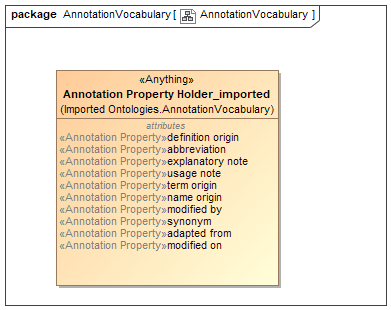 package AnnotationVocabulary [ AnnotationVocabulary ]
«Anything»
Annotation Property Holder_imported
(Imported Ontologies.AnnotationVocabulary)
attributes
«Annotation Property»definition origin
«Annotation Property»abbreviation
«Annotation Property»explanatory note
«Annotation Property»usage note
«Annotation Property»term origin
«Annotation Property»name origin
«Annotation Property»modified by
«Annotation Property»synonym
«Annotation Property»adapted from
«Annotation Property»modified on